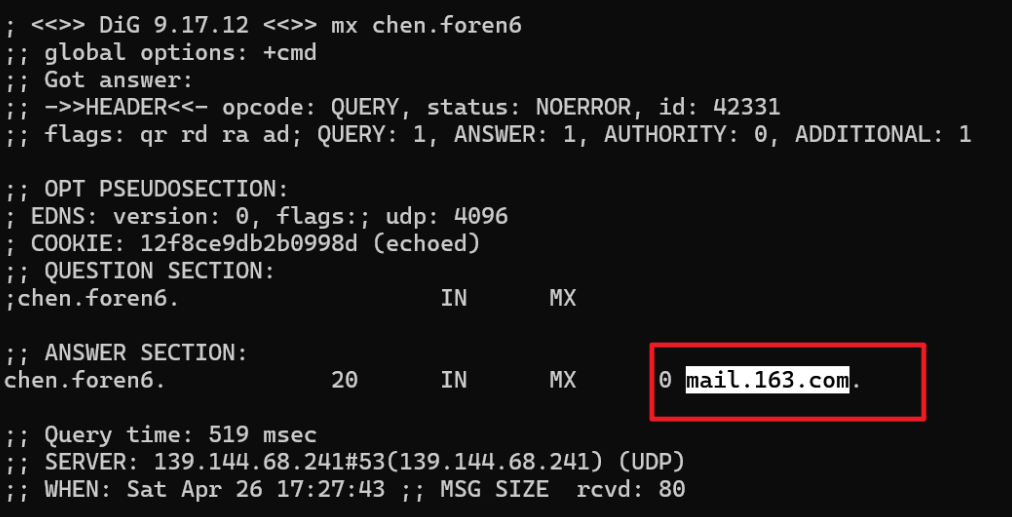 ; <<>> DiG 9.17.12 <<>> mx chen.foren6
;; global options: +cmd
;; Got answer:
;; ->>HEADER<<- opcode: QUERY, status: NOERROR, id: 42331
;; flags: qr rd ra ad; QUERY: 1, ANSWER: 1, AUTHORITY: 0, ADDITIONAL: 1
;; OPT PSEUDOSECTION:
; EDNS: version: 0, flags:; udp: 4096
; COOKIE: 12f8ce9db2b0998d (echoed)
;; QUESTION SECTION:
;chen.foren6. IN MX
;; ANSWER SECTION:
chen.foren6. 20 IN MX 0 mail.163.com.
;; Query time: 519 msec
;; SERVER: 139.144.68.241#53(139.144.68.241) (UDP)
;; WHEN: Sat Apr 26 17:27:43 ;; MSG SIZE rcvd: 80